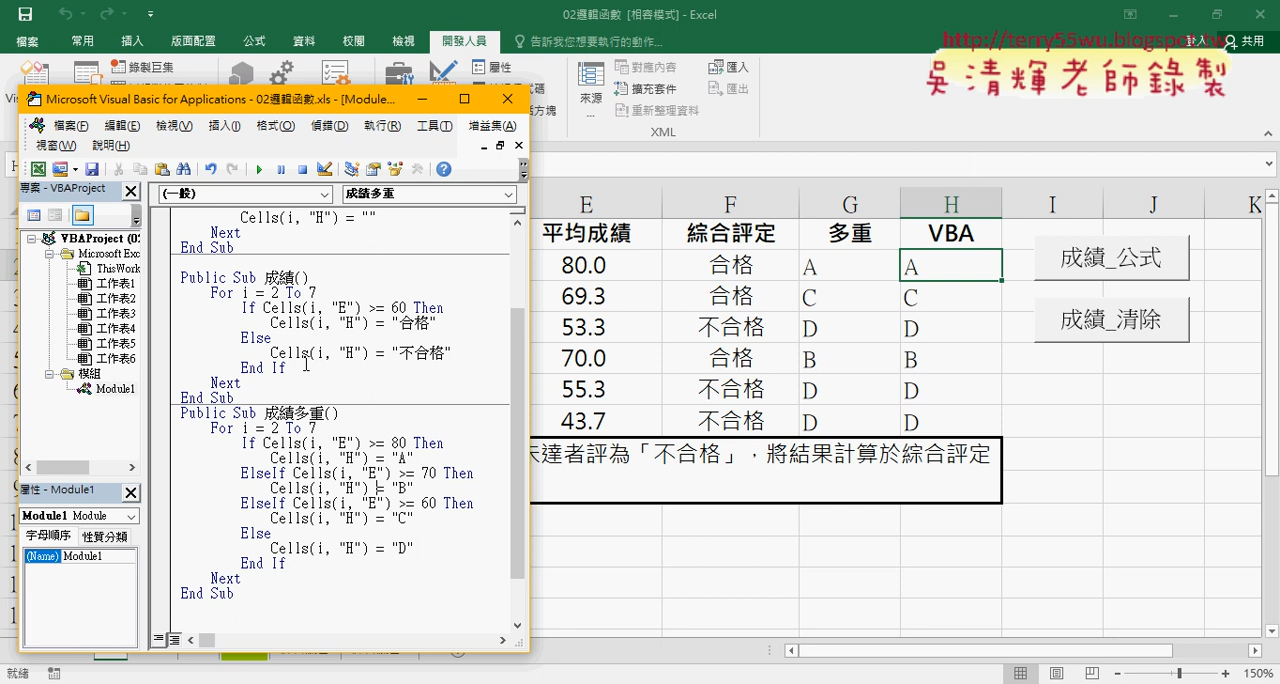 02邏輯函數 [相容模式] - Excel
檔案 常用 插入 版面配置 公式 資料 校閱 檢視 開發人員 告訴我您想要執行的動作... 登入 共用
http://terry55wu.blogspot.tw
吳清輝老師錄製
錄製巨集 屬性 對應內容 匯入
來源 擴充套件 匯出
... 重新整理資料
XML
Microsoft Visual Basic for Applications - 02邏輯函數.xls - [Module...
檔案(F) 編輯(E) 檢視(V) 插入(I) 格式(O) 偵錯(D) 執行(R) 工具(T) 增益集(A)
視窗(W) 說明(H)
專案 - VBAProject
(一般) 成績多重
VBAProject (02
Microsoft Exc
ThisWork
工作表1
工作表2
工作表3
工作表4
工作表5
工作表6
模組
Module1
屬性 - Module1
Module1 Module
字母順序 性質分類
(Name) Module1
Cells(i, "H") = ""
Next
End Sub
Public Sub 成績()
For i = 2 To 7
If Cells(i, "E") >= 60 Then
Cells(i, "H") = "合格"
Else
Cells(i, "H") = "不合格"
End If
Next
End Sub
Public Sub 成績多重()
For i = 2 To 7
If Cells(i, "E") >= 80 Then
Cells(i, "H") = "A"
ElseIf Cells(i, "E") >= 70 Then
Cells(i, "H") = "B"
ElseIf Cells(i, "E") >= 60 Then
Cells(i, "H") = "C"
Else
Cells(i, "H") = "D"
End If
Next
End Sub
E F G H I J K
平均成績 綜合評定 多重 VBA
80.0 合格 A A
69.3 合格 C C
53.3 不合格 D D
70.0 合格 B B
55.3 不合格 D D
43.7 不合格 D D
未達者評為「不合格」，將結果計算於綜合評定
成績_公式
成績_清除
就緒
150%